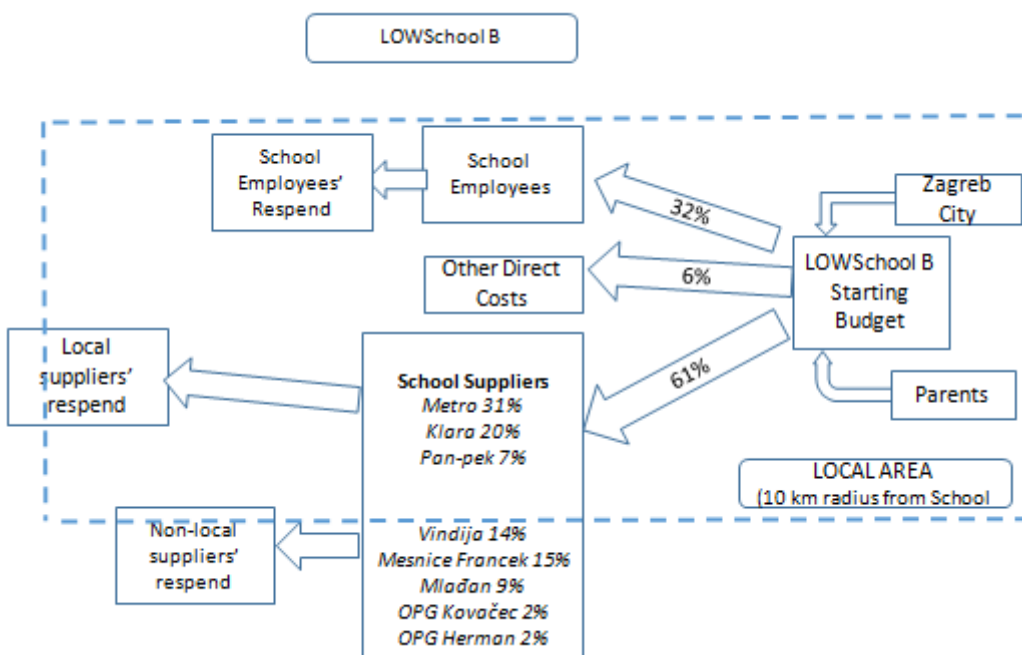 LOWSchool B
School
Employees’
Respend
School
Employees
32%
Zagreb
City
Other Direct
Costs
6%
LOWSchool B
Starting
Budget
Local
suppliers’
respend
School Suppliers
Metro 31%
Klara 20%
Pan-pek 7%
61%
Parents
LOCAL AREA
(10 km radius from School
Non-local
suppliers’
respend
Vindija 14%
Mesnice Francek 15%
Mlađan 9%
OPG Kovačec 2%
OPG Herman 2%